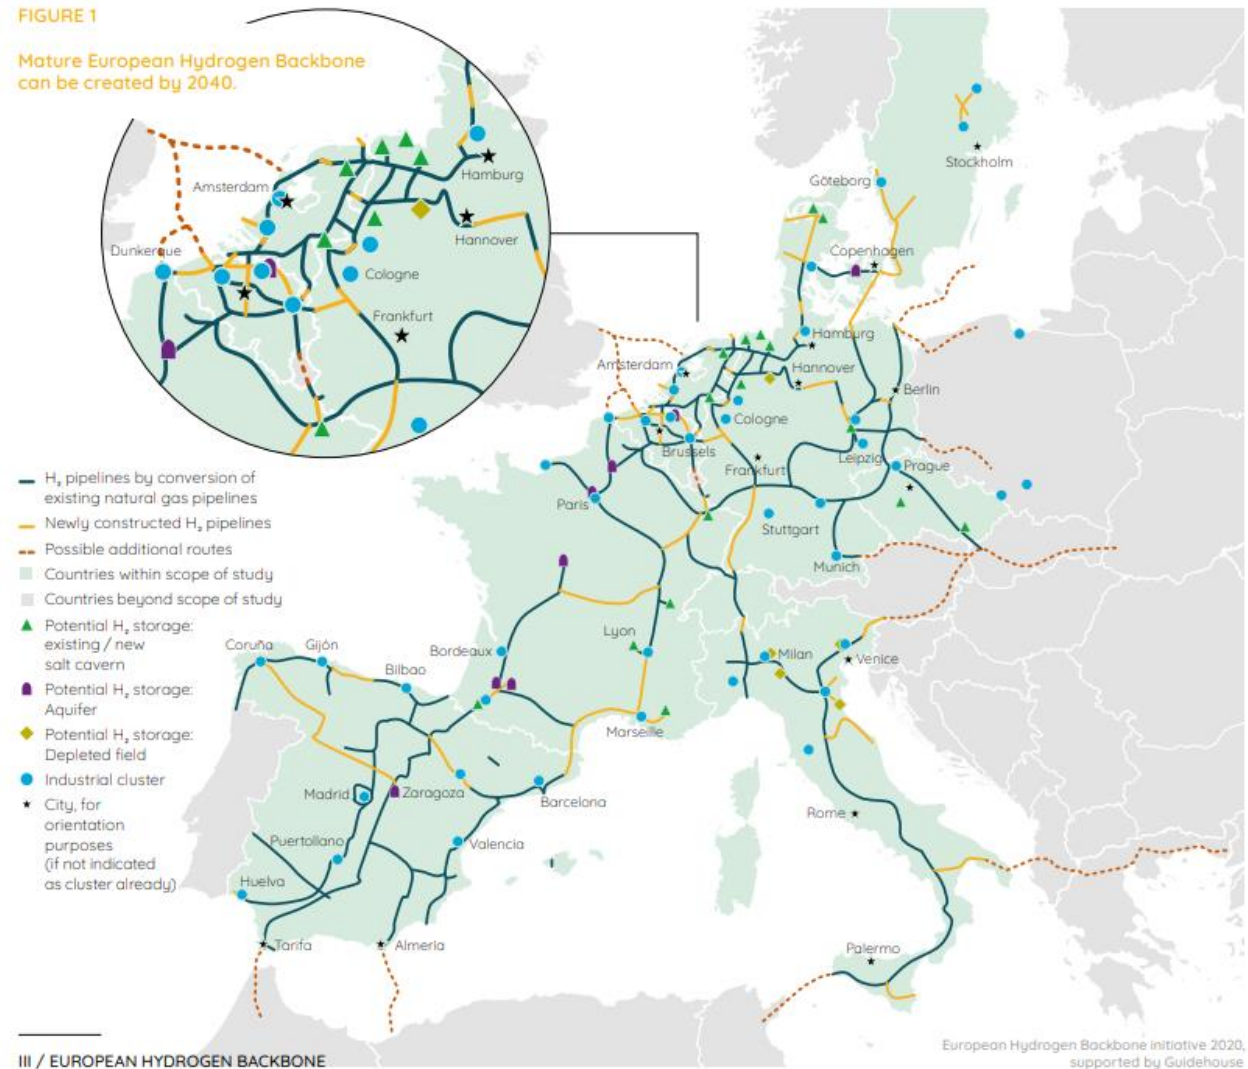 FIGURE 1
Mature European Hydrogen Backbone
can be created by 2040.
Amsterdam
Hamburg
Dunkerque
Hannover
Cologne
Frankfurt
H₂ pipelines by conversion of
existing natural gas pipelines
Newly constructed H₂ pipelines
Possible additional routes
Countries within scope of study
Countries beyond scope of study
Potential H₂ storage:
existing / new
salt cavern
Potential H₂ storage:
Aquifer
Potential H₂ storage:
Depleted field
Industrial cluster
City, for
orientation
purposes
(if not indicated
as cluster already)
Stockholm
Göteborg
Copenhagen
Hamburg
Amsterdam
Hannover
Berlin
Cologne
Brussels
Leipzig
Prague
Frankfurt
Paris
Stuttgart
Munich
Lyon
Coruña
Gijón
Bordeaux
Milan
Venice
Bilbao
Marseille
Madrid
Zaragoza
Barcelona
Rome
Puertollano
Valencia
Huelva
Tarifa
Almeria
Palermo
III / EUROPEAN HYDROGEN BACKBONE
European Hydrogen Backbone initiative 2020,
supported by Guidehouse